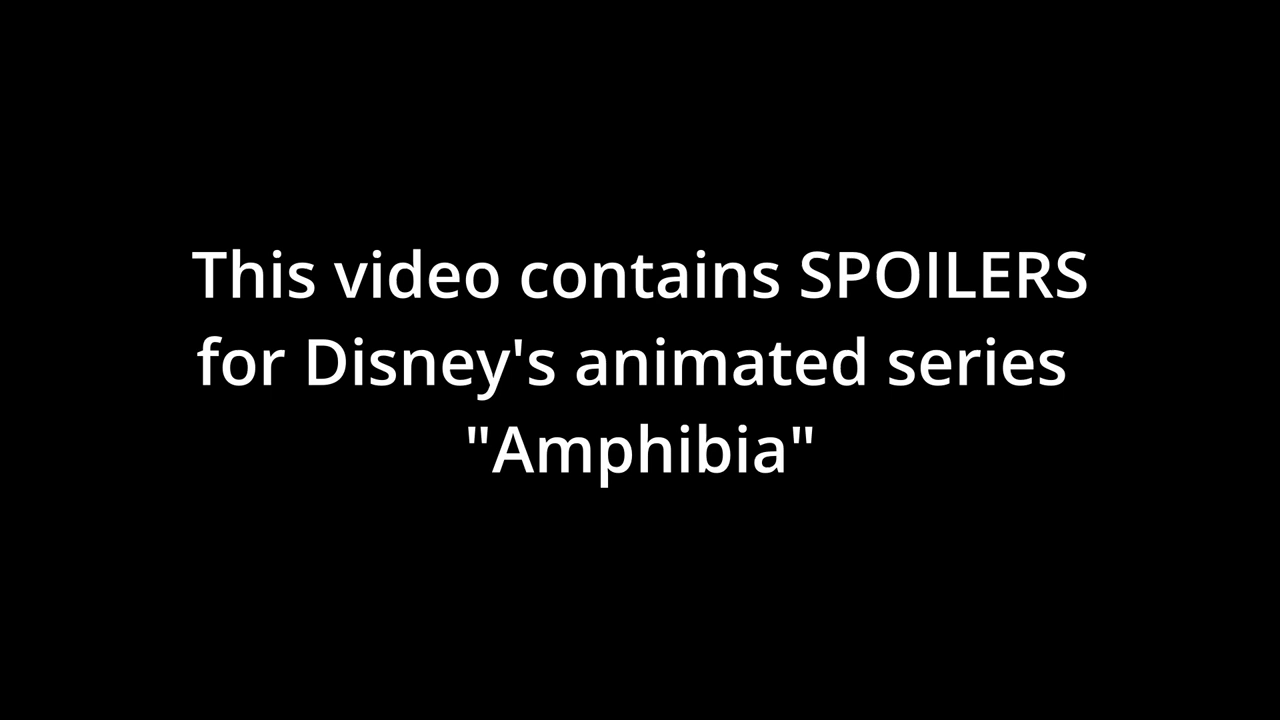 This video contains SPOILERS
for Disney's animated series
"Amphibia"